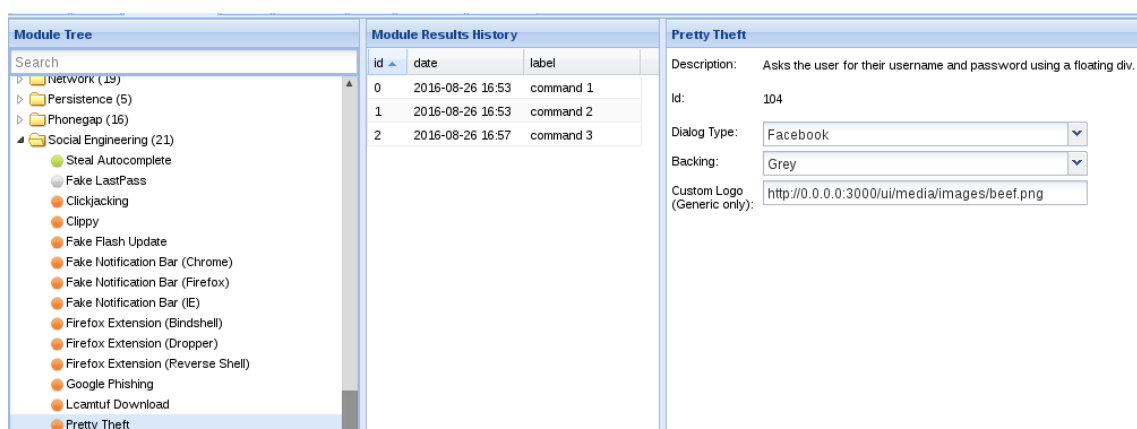 Module Tree
Search
Network (19)
Persistence (5)
Phonegap (16)
Social Engineering (21)
Steal Autocomplete
Fake LastPass
Clickjacking
Clippy
Fake Flash Update
Fake Notification Bar (Chrome)
Fake Notification Bar (Firefox)
Fake Notification Bar (IE)
Firefox Extension (Bindshell)
Firefox Extension (Dropper)
Firefox Extension (Reverse Shell)
Google Phishing
Lcamtuf Download
Pretty Theft
Module Results History
id date label
0 2016-08-26 16:53 command 1
1 2016-08-26 16:53 command 2
2 2016-08-26 16:57 command 3
Pretty Theft
Description: Asks the user for their username and password using a floating div.
Id: 104
Dialog Type: Facebook
Backing: Grey
Custom Logo
(Generic only): http://0.0.0.0:3000/ui/media/images/beef.png